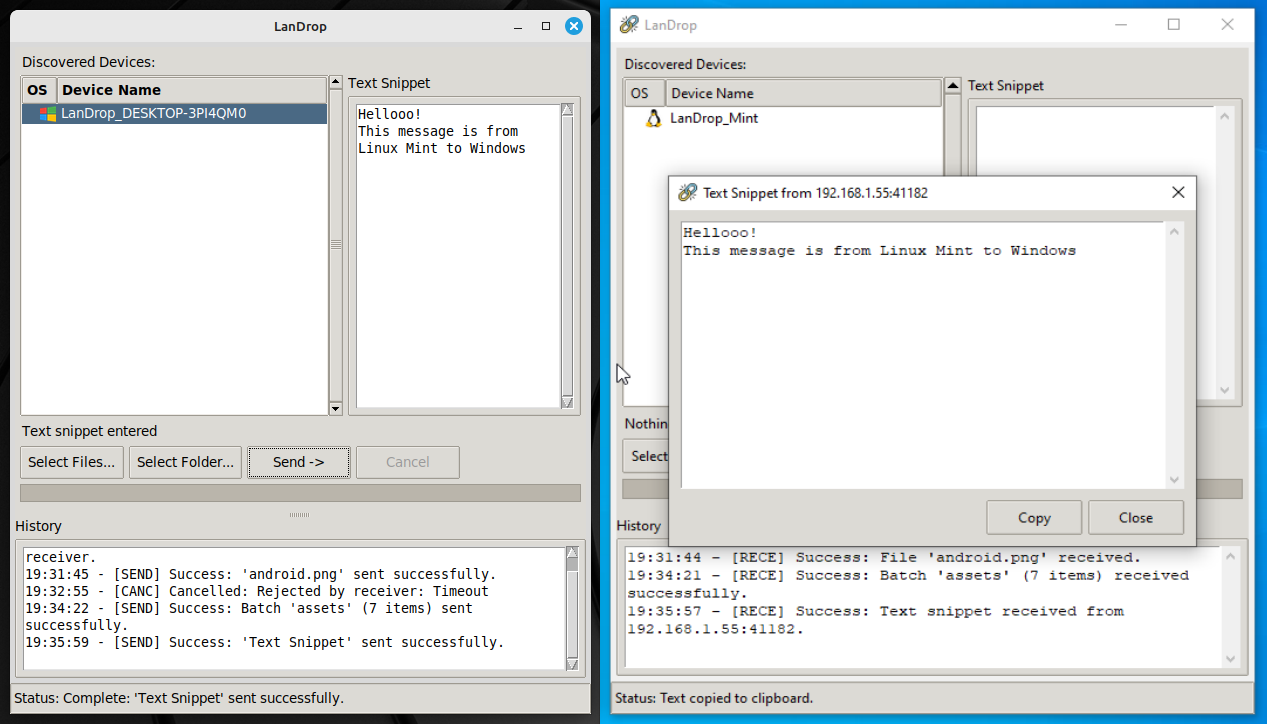 LanDrop
Discovered Devices:
OS Device Name
LanDrop_DESKTOP-3PI4QM0
Text Snippet
Hellooo!
This message is from
Linux Mint to Windows
Text snippet entered
Select Files... Select Folder... Send -> Cancel
History
receiver.
19:31:45 - [SEND] Success: 'android.png' sent successfully.
19:32:55 - [CANC] Cancelled: Rejected by receiver: Timeout
19:34:22 - [SEND] Success: Batch 'assets' (7 items) sent
successfully.
19:35:59 - [SEND] Success: 'Text Snippet' sent successfully.
Status: Complete: 'Text Snippet' sent successfully.
LanDrop
Discovered Devices:
OS Device Name
LanDrop_Mint
Text Snippet
Text Snippet from 192.168.1.55:41182
Hellooo!
This message is from Linux Mint to Windows
Copy Close
Nothin
Select
History
19:31:44 - [RECE] Success: File 'android.png' received.
19:34:21 - [RECE] Success: Batch 'assets' (7 items) received
successfully.
19:35:57 - [RECE] Success: Text snippet received from
192.168.1.55:41182.
Status: Text copied to clipboard.